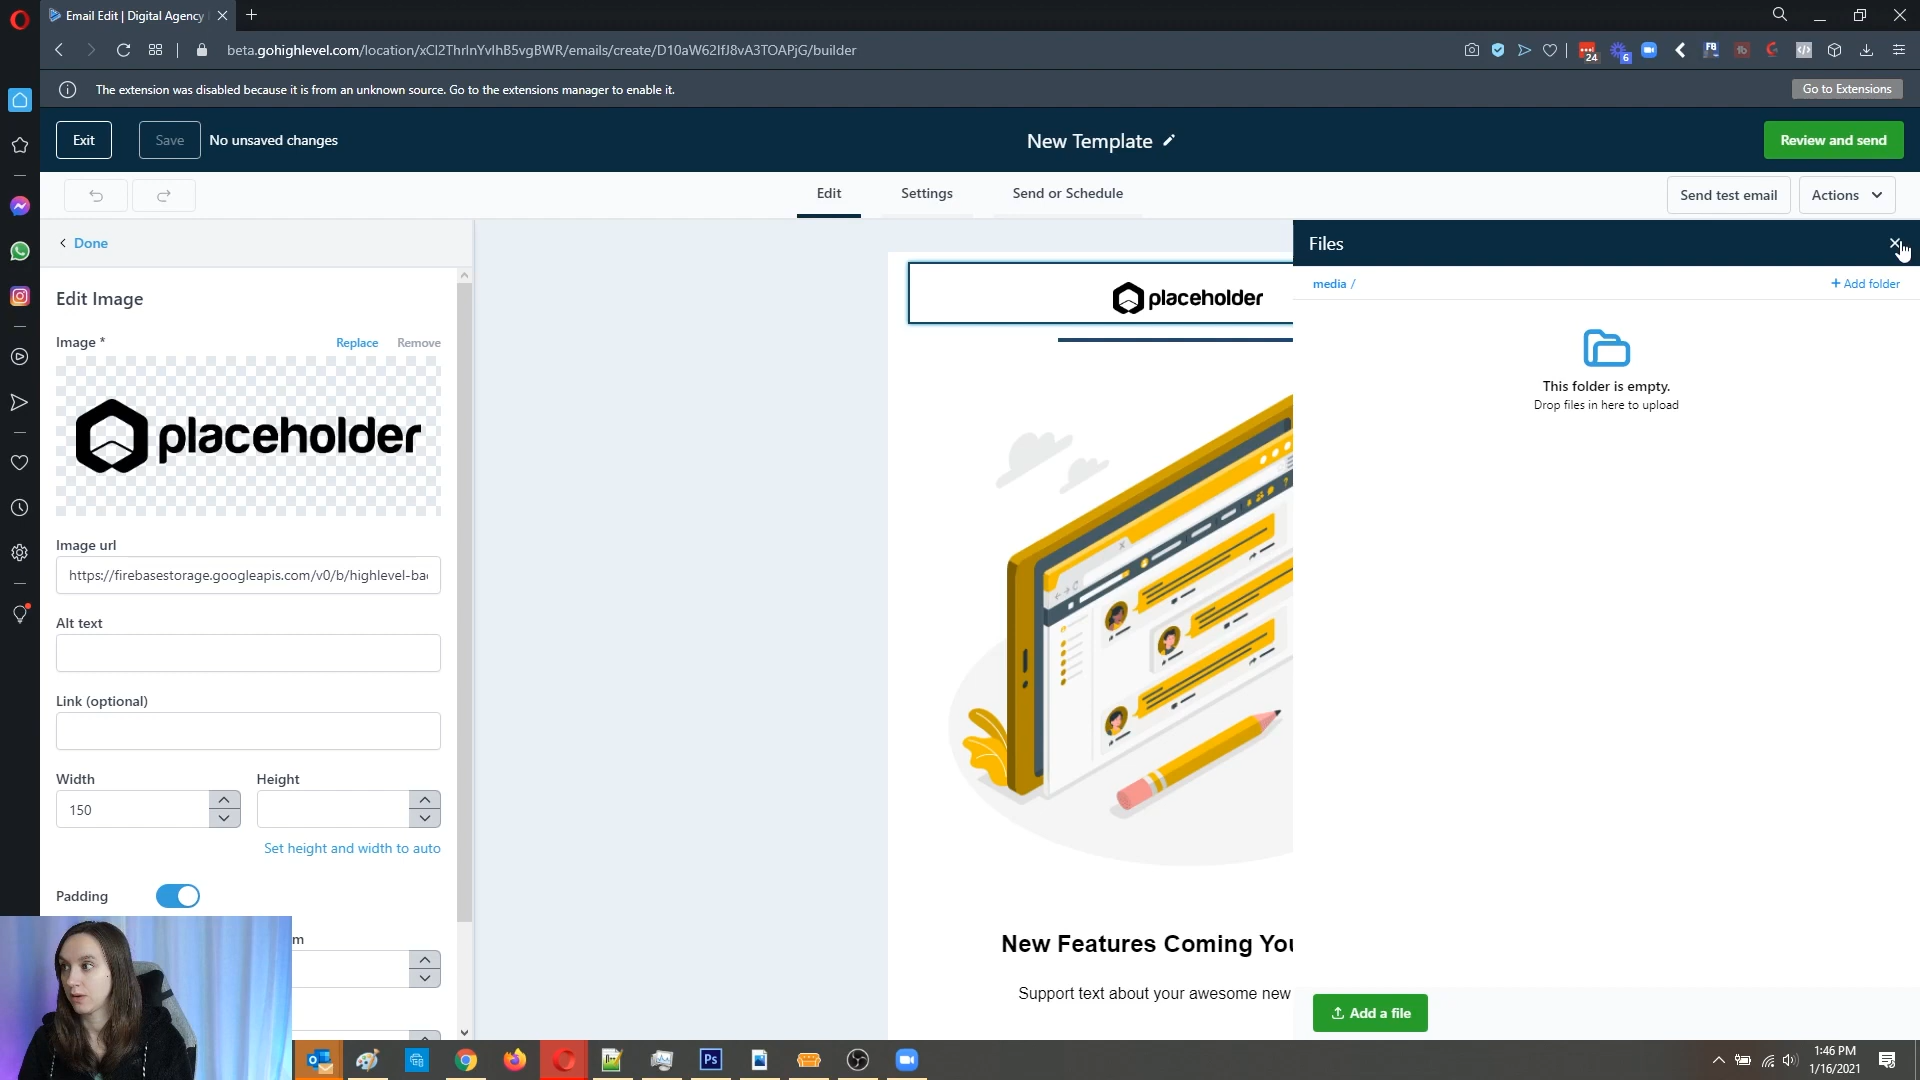 Email Edit | Digital Agency
beta.gohighlevel.com/location/xCl2ThrlnYvlhB5vgBWR/emails/create/D10aW62IfJ8vA3TOAPjG/builder
24
6
FB
The extension was disabled because it is from an unknown source. Go to the extensions manager to enable it.
Go to Extensions
Exit
Save
No unsaved changes
New Template
Review and send
Edit
Settings
Send or Schedule
Send test email
Actions
Done
Files
media /
+ Add folder
Edit Image
placeholder
Image *
Replace
Remove
This folder is empty.
Drop files in here to upload
placeholder
Image url
https://firebasestorage.googleapis.com/v0/b/highlevel-ba
Alt text
Link (optional)
Width
Height
150
Set height and width to auto
Padding
m
New Features Coming You
Support text about your awesome new
Add a file
Ps
1:46 PM
1/16/2021